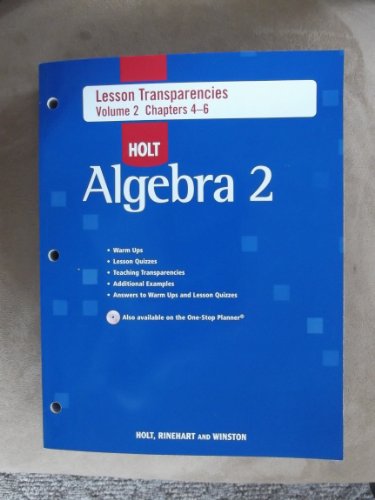 Lesson Transparencies
Volume 2 Chapters 4–6
HOLT
Algebra 2
• Warm Ups
• Lesson Quizzes
• Teaching Transparencies
• Additional Examples
• Answers to Warm Ups and Lesson Quizzes
Also available on the One-Stop Planner®
HOLT, RINEHART AND WINSTON